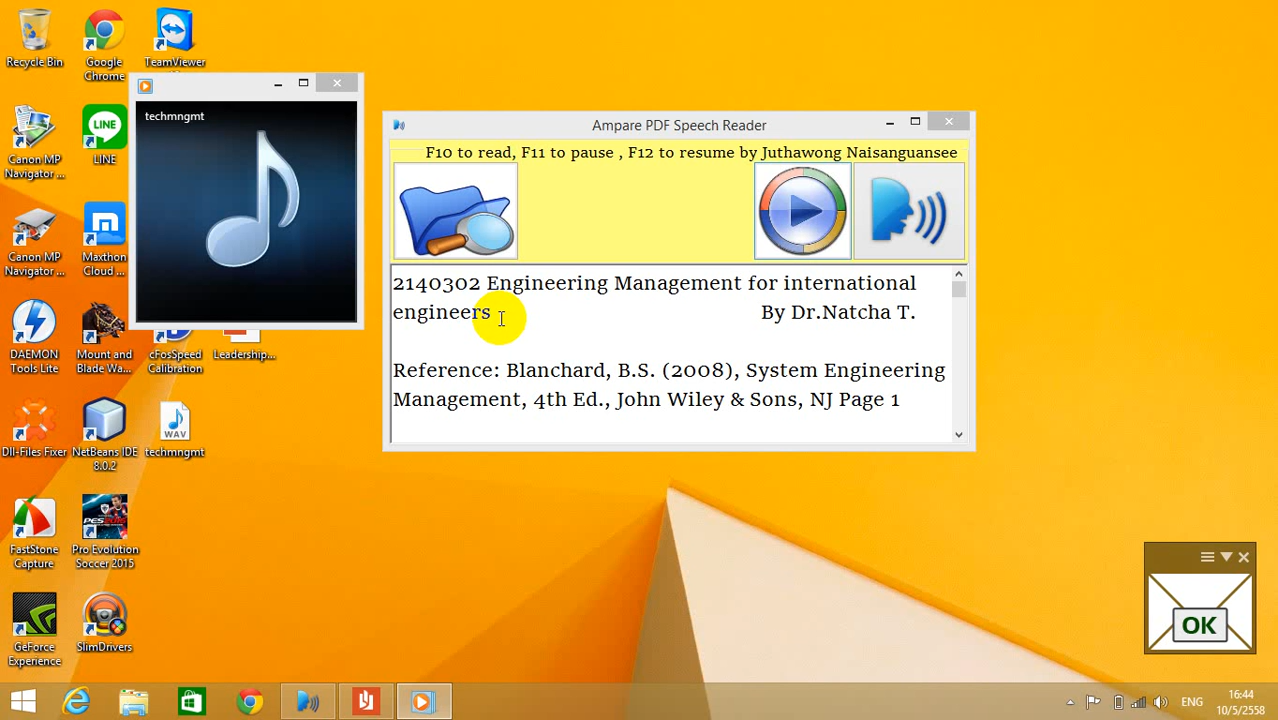 Recycle Bin
Google
Chrome
TeamViewer
techmngmt
Ampare PDF Speech Reader
F10 to read, F11 to pause , F12 to resume by Juthawong Naisanguansee
2140302 Engineering Management for international
engineers By Dr.Natcha T.
Reference: Blanchard, B.S. (2008), System Engineering
Management, 4th Ed., John Wiley & Sons, NJ Page 1
Canon MP
Navigator ...
LINE
Canon MP
Navigator ...
Maxthon
Cloud ...
DAEMON
Tools Lite
Mount and
Blade Wa...
cFosSpeed
Calibration
Leadership...
Dll-Files Fixer
NetBeans IDE
8.0.2
WAV
techmngmt
FastStone
Capture
PES2015
Pro Evolution
Soccer 2015
GeForce
Experience
SlimDrivers
OK
ENG
16:44
10/5/2558